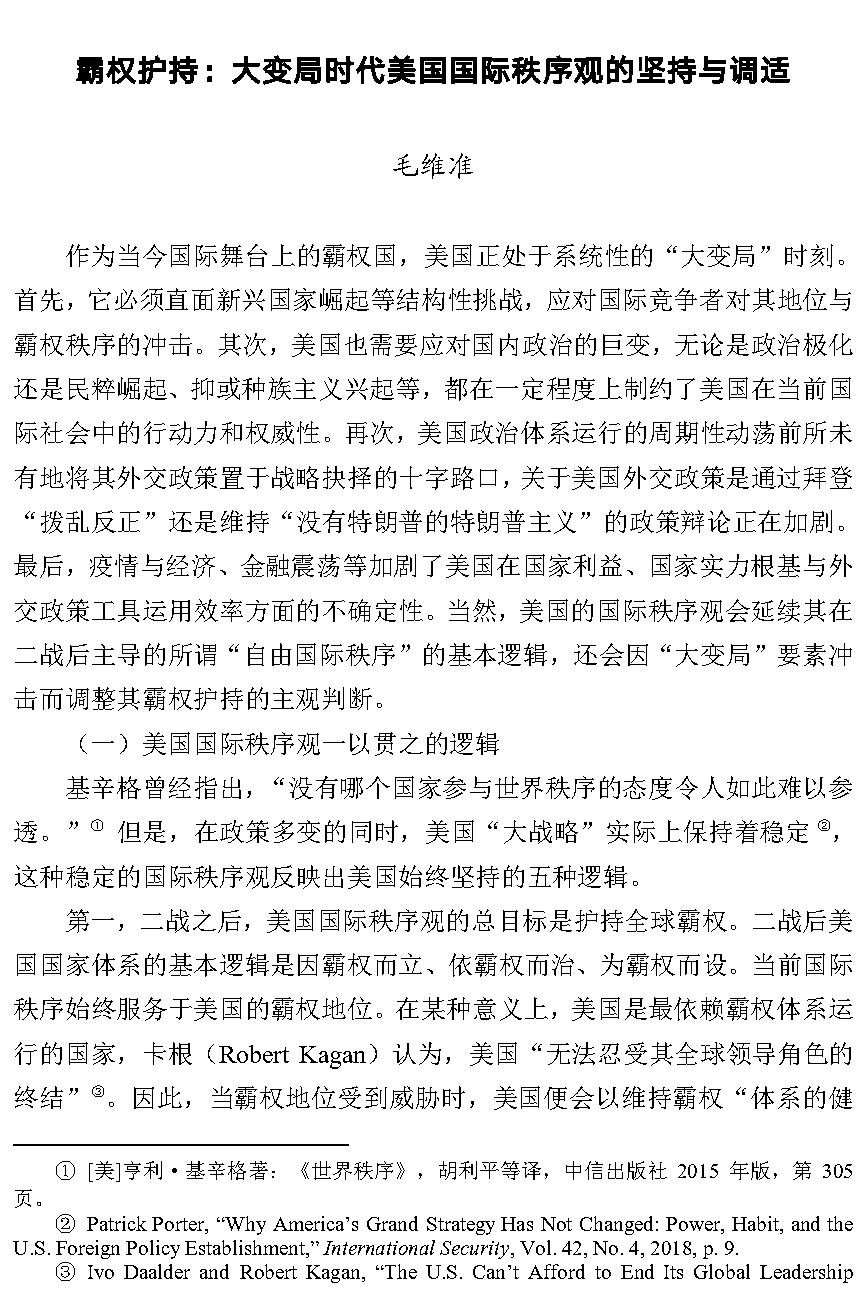 霸权护持：大变局时代美国国际秩序观的坚持与调适
毛维准
作为当今国际舞台上的霸权国，美国正处于系统性的“大变局”时刻。
首先，它必须直面新兴国家崛起等结构性挑战，应对国际竞争者对其地位与
霸权秩序的冲击。其次，美国也需要应对国内政治的巨变，无论是政治极化
还是民粹崛起、抑或种族主义兴起等，都在一定程度上制约了美国在当前国
际社会中的行动力和权威性。再次，美国政治体系运行的周期性动荡前所未
有地将其外交政策置于战略抉择的十字路口，关于美国外交政策是通过拜登
“拨乱反正”还是维持“没有特朗普的特朗普主义”的政策辩论正在加剧。
最后，疫情与经济、金融震荡等加剧了美国在国家利益、国家实力根基与外
交政策工具运用效率方面的不确定性。当然，美国的国际秩序观会延续其在
二战后主导的所谓“自由国际秩序”的基本逻辑，还会因“大变局”要素冲
击而调整其霸权护持的主观判断。
（一）美国国际秩序观一以贯之的逻辑
基辛格曾经指出，“没有哪个国家参与世界秩序的态度令人如此难以参
透。”① 但是，在政策多变的同时，美国“大战略”实际上保持着稳定②，
这种稳定的国际秩序观反映出美国始终坚持的五种逻辑。
第一，二战之后，美国国际秩序观的总目标是护持全球霸权。二战后美
国国家体系的基本逻辑是因霸权而立、依霸权而治、为霸权而设。当前国际
秩序始终服务于美国的霸权地位。在某种意义上，美国是最依赖霸权体系运
行的国家，卡根（Robert Kagan）认为，美国“无法忍受其全球领导角色的
终结”③。因此，当霸权地位受到威胁时，美国便会以维持霸权“体系的健
① [美]亨利·基辛格著：《世界秩序》，胡利平等译，中信出版社 2015 年版，第 305
页。
② Patrick Porter, “Why America’s Grand Strategy Has Not Changed: Power, Habit, and the
U.S. Foreign Policy Establishment,” International Security, Vol. 42, No. 4, 2018, p. 9.
③ Ivo Daalder and Robert Kagan, “The U.S. Can’t Afford to End Its Global Leadership